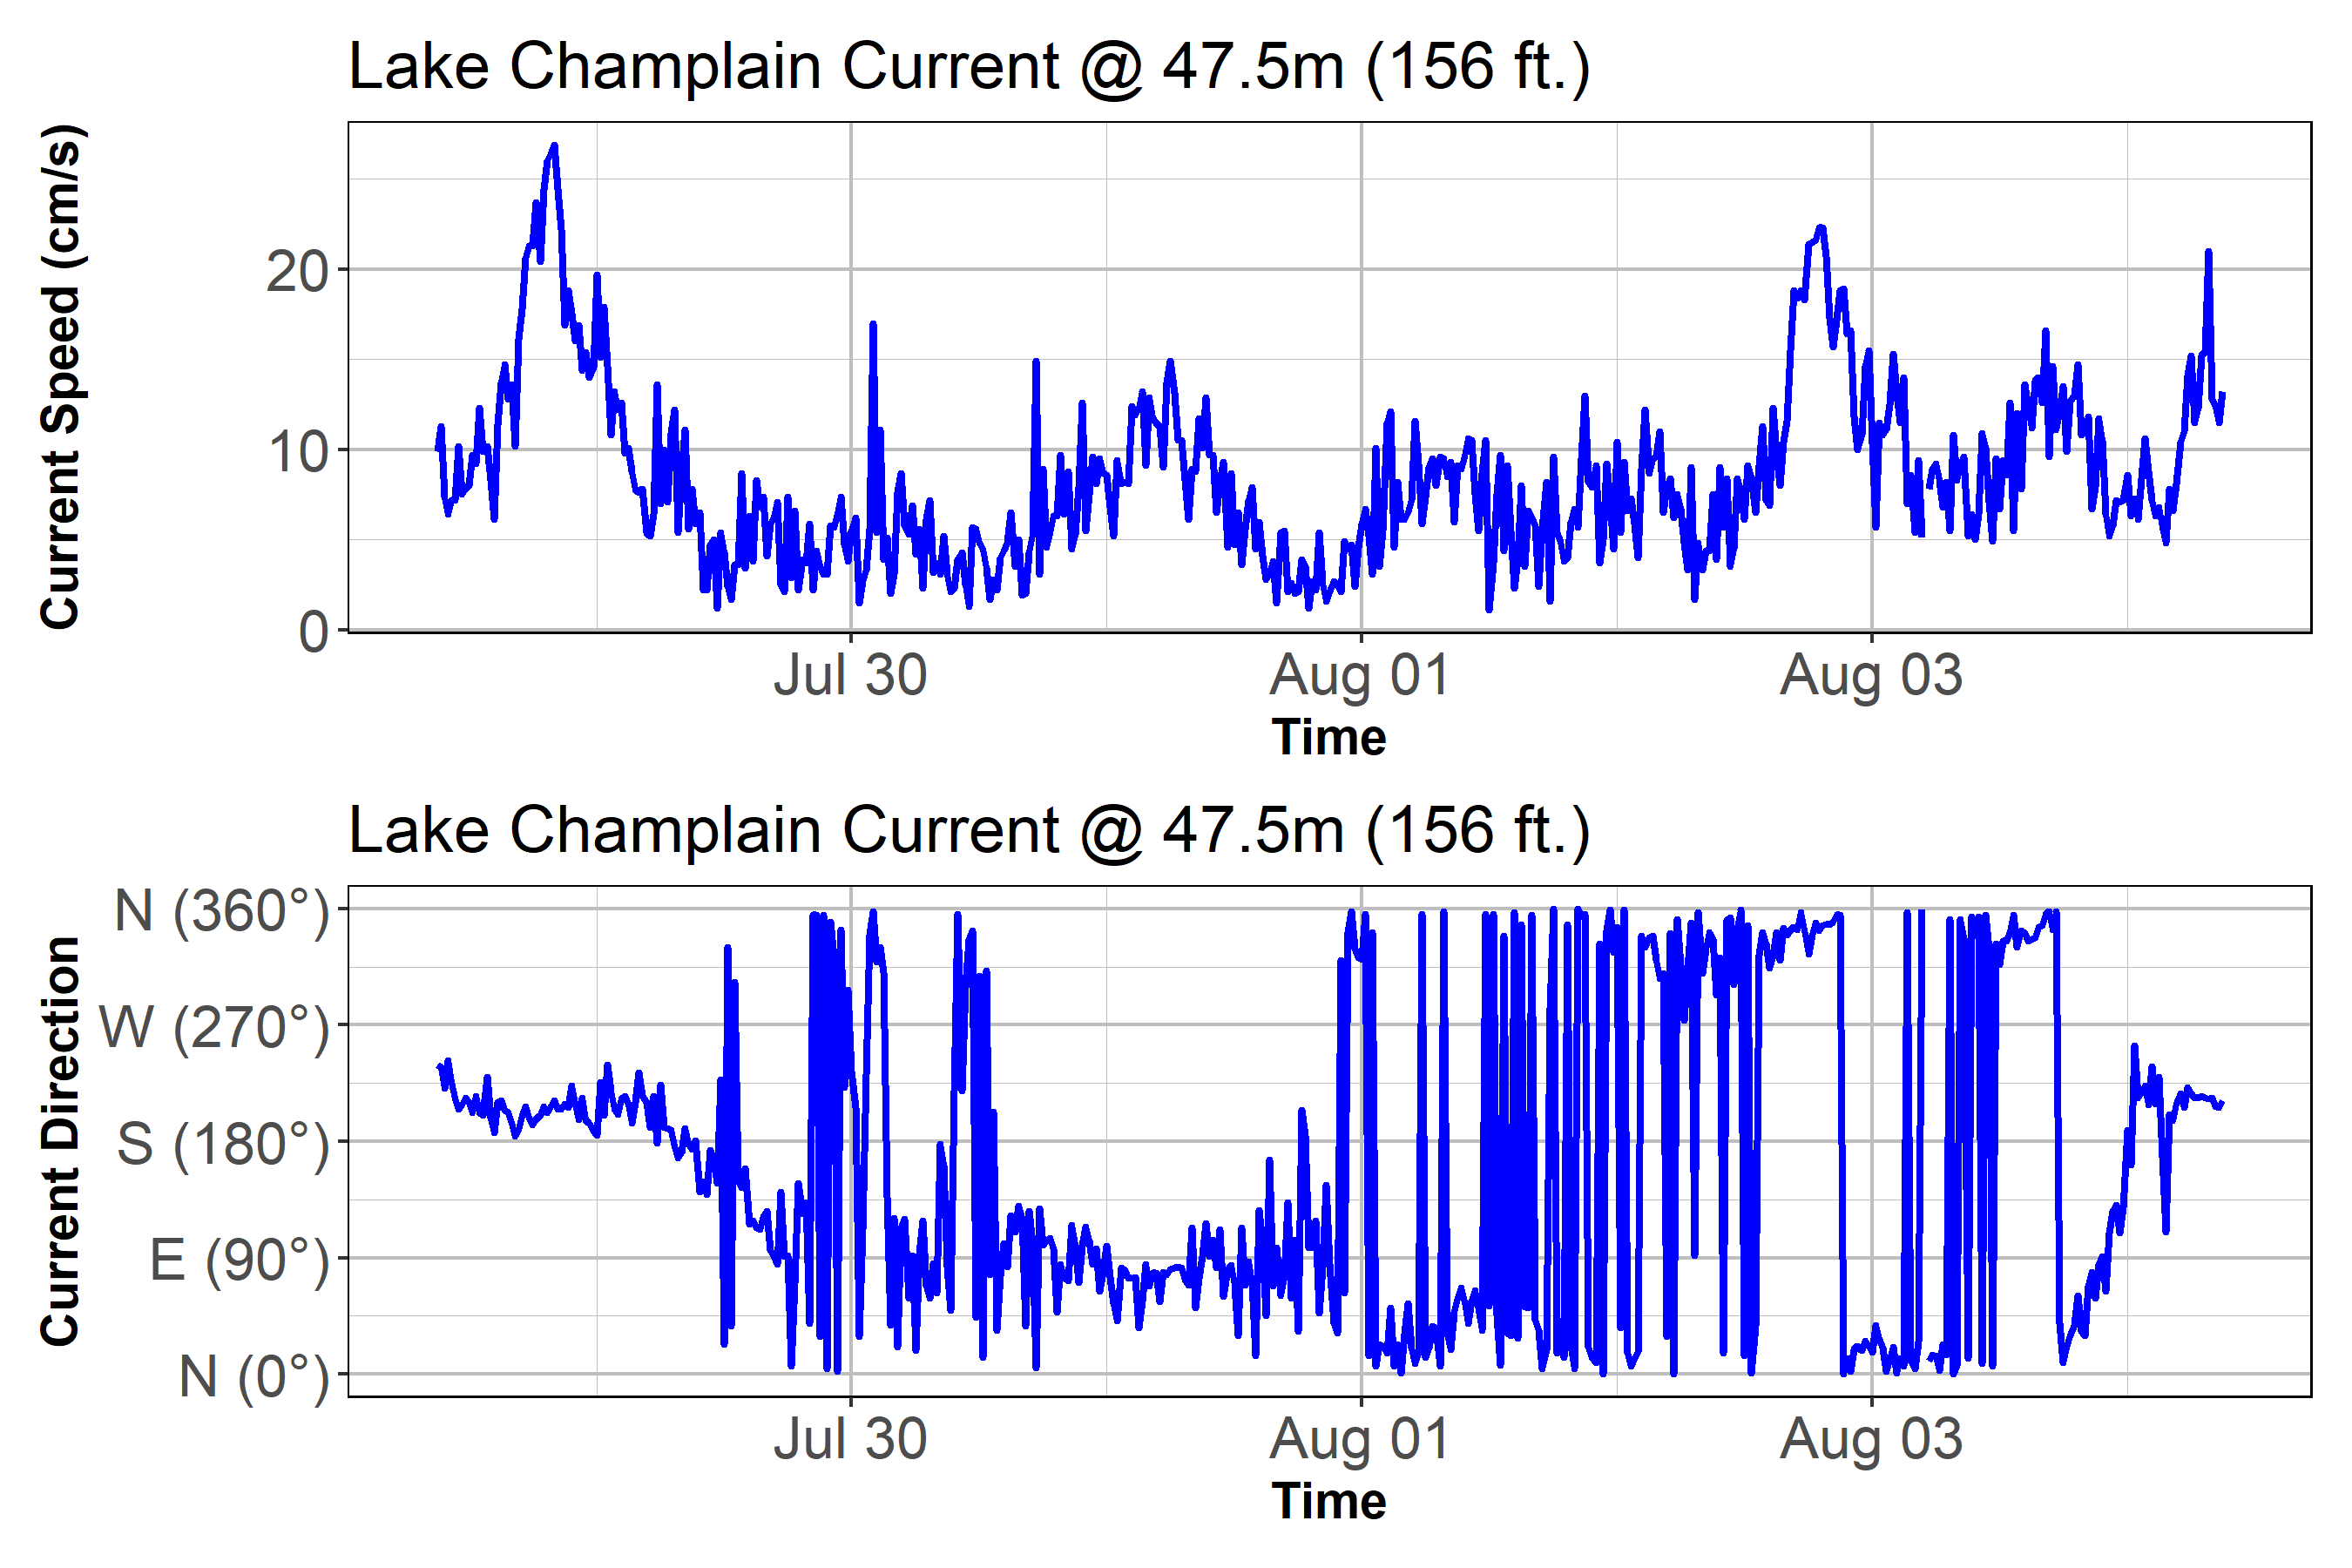 Lake Champlain Current @ 47.5m (156 ft.)
Current Speed (cm/s)
20
10
0
Jul 30 Aug 01 Aug 03
Time
Lake Champlain Current @ 47.5m (156 ft.)
Current Direction
N (360°)
W (270°)
S (180°)
E (90°)
N (0°)
Jul 30 Aug 01 Aug 03
Time